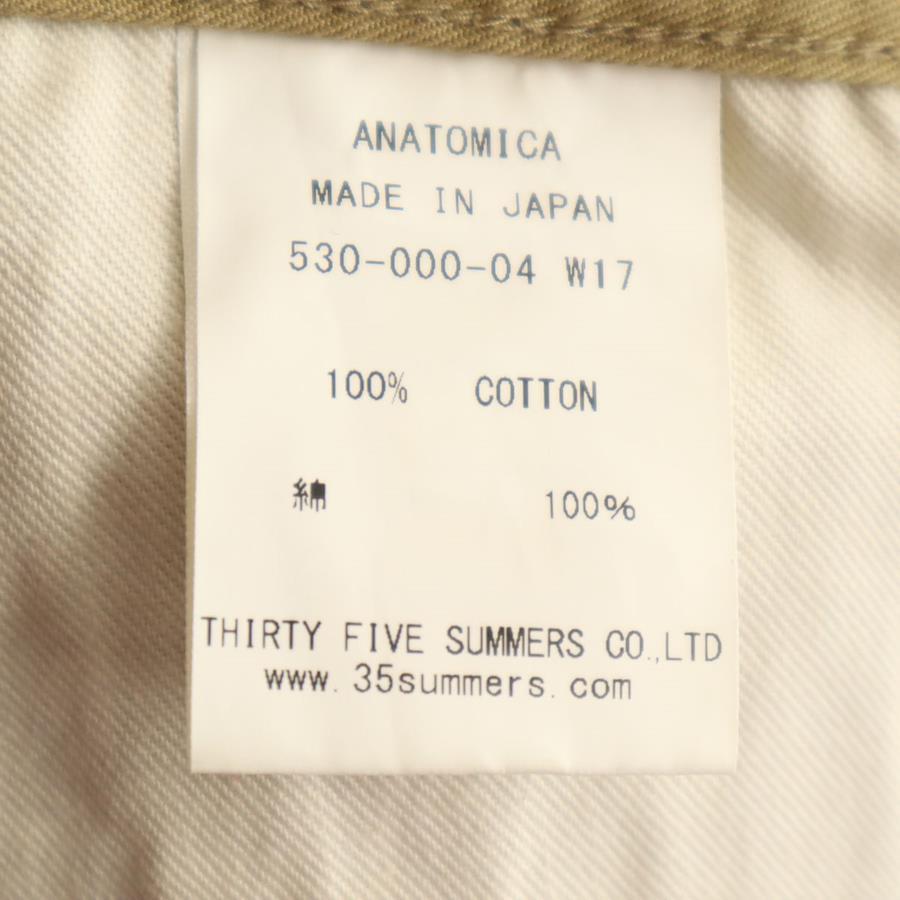 ANATOMICA
MADE IN JAPAN
530-000-04 W17
100% COTTON
綿 100%
THIRTY FIVE SUMMERS CO.,LTD
www.35summers.com